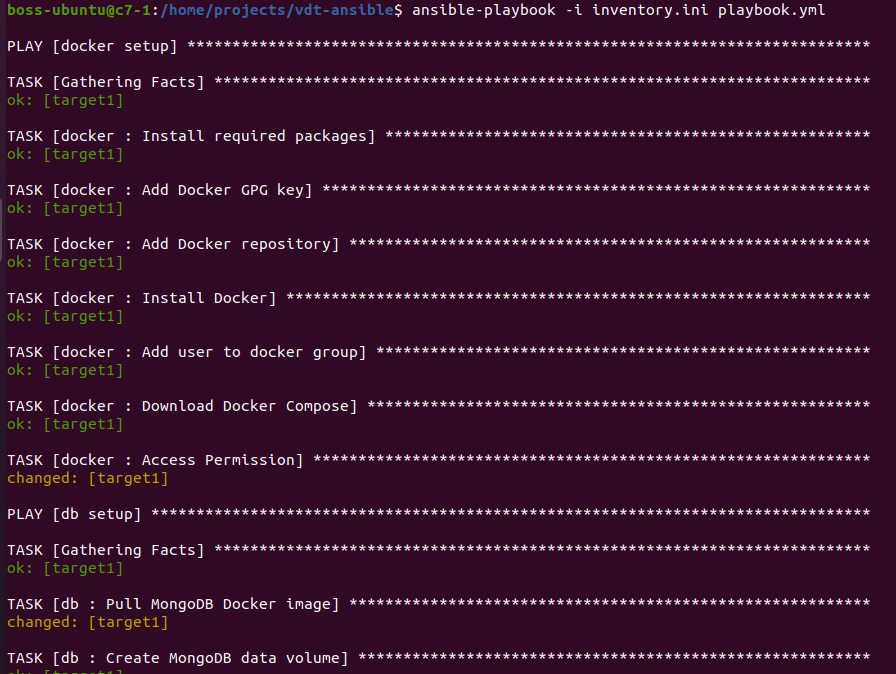 boss-ubuntu@c7-1:/home/projects/vdt-ansible$ ansible-playbook -i inventory.ini playbook.yml
PLAY [docker setup] ****************************************************************************
TASK [Gathering Facts] *************************************************************************
ok: [target1]
TASK [docker : Install required packages] ******************************************************
ok: [target1]
TASK [docker : Add Docker GPG key] *************************************************************
ok: [target1]
TASK [docker : Add Docker repository] **********************************************************
ok: [target1]
TASK [docker : Install Docker] *****************************************************************
ok: [target1]
TASK [docker : Add user to docker group] *******************************************************
ok: [target1]
TASK [docker : Download Docker Compose] ********************************************************
ok: [target1]
TASK [docker : Access Permission] **************************************************************
changed: [target1]
PLAY [db setup] ********************************************************************************
TASK [Gathering Facts] *************************************************************************
ok: [target1]
TASK [db : Pull MongoDB Docker image] **********************************************************
changed: [target1]
TASK [db : Create MongoDB data volume] *********************************************************
ok: [target1]